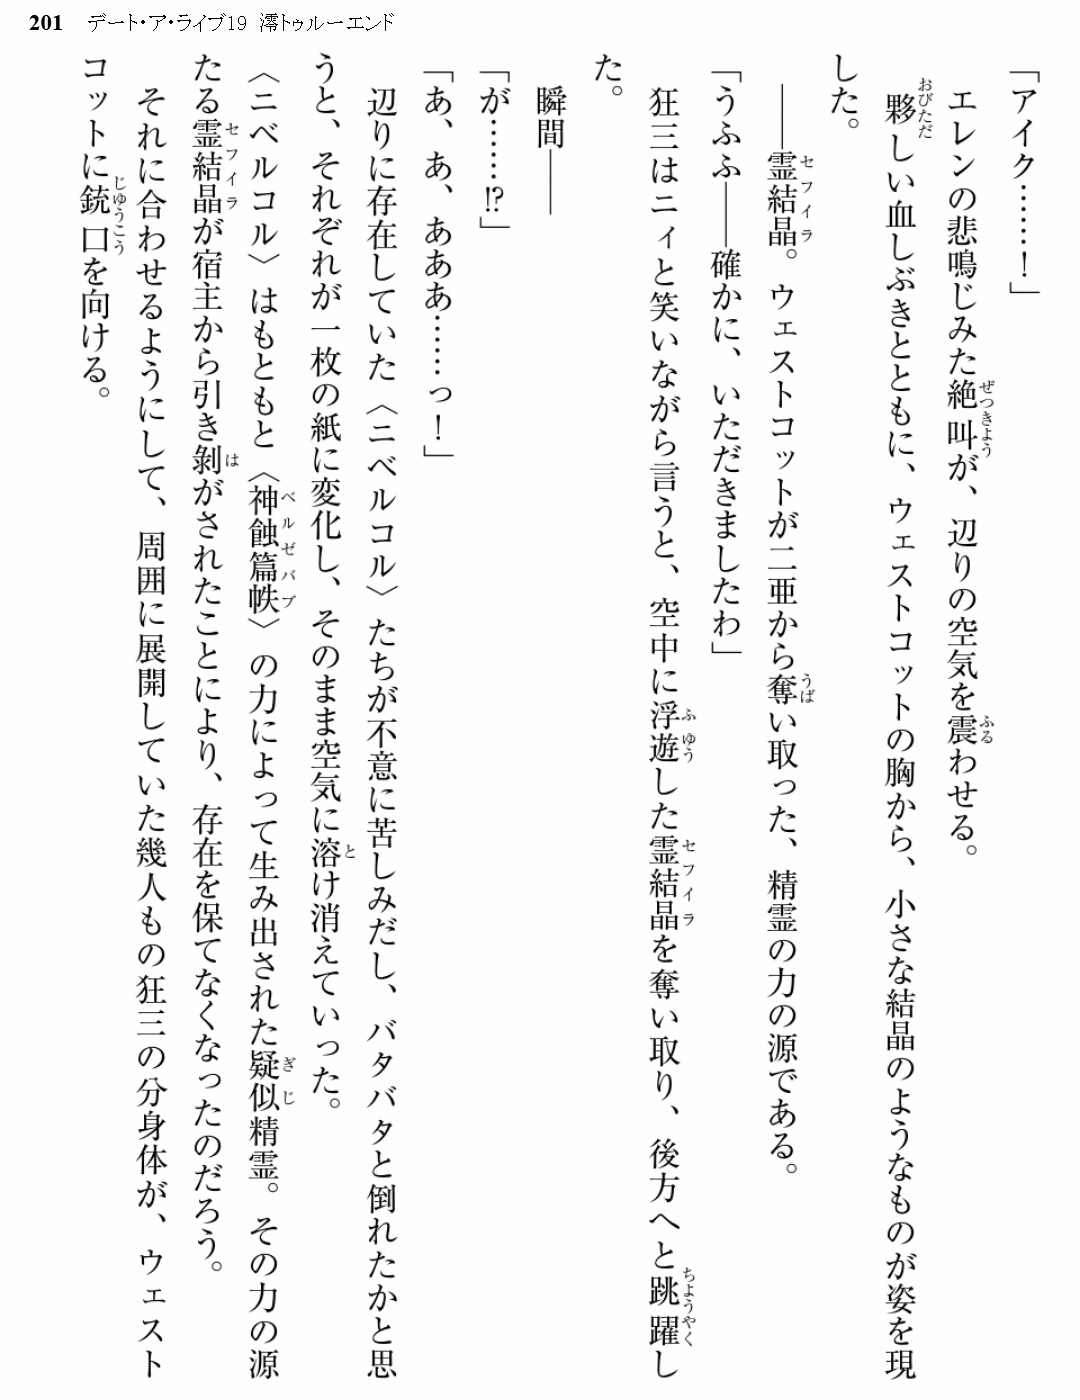 201 デート・ア・ライブ19 澪トゥルーエンド
「アイク……！」
エレンの悲鳴じみた絶叫が、辺りの空気を震わせる。
夥しい血しぶきとともに、ウェストコットの胸から、小さな結晶のようなものが姿を現
した。
――霊結晶。ウェストコットが二亜から奪い取った、精霊の力の源である。
「うふふ――確かに、いただきましたわ」
狂三はニィと笑いながら言うと、空中に浮遊した霊結晶を奪い取り、後方へと跳躍し
た。
瞬間――
「が……⁉」
「あ、あ、あああ……っ！」
辺りに存在していた〈ニベルコル〉たちが不意に苦しみだし、バタバタと倒れたかと思
うと、それぞれが一枚の紙に変化し、そのまま空気に溶け消えていった。
〈ニベルコル〉はもともと〈神蝕篇帙〉の力によって生み出された疑似精霊。その力の源
たる霊結晶が宿主から引き剝がされたことにより、存在を保てなくなったのだろう。
それに合わせるようにして、周囲に展開していた幾人もの狂三の分身体が、ウェスト
コットに銃口を向ける。